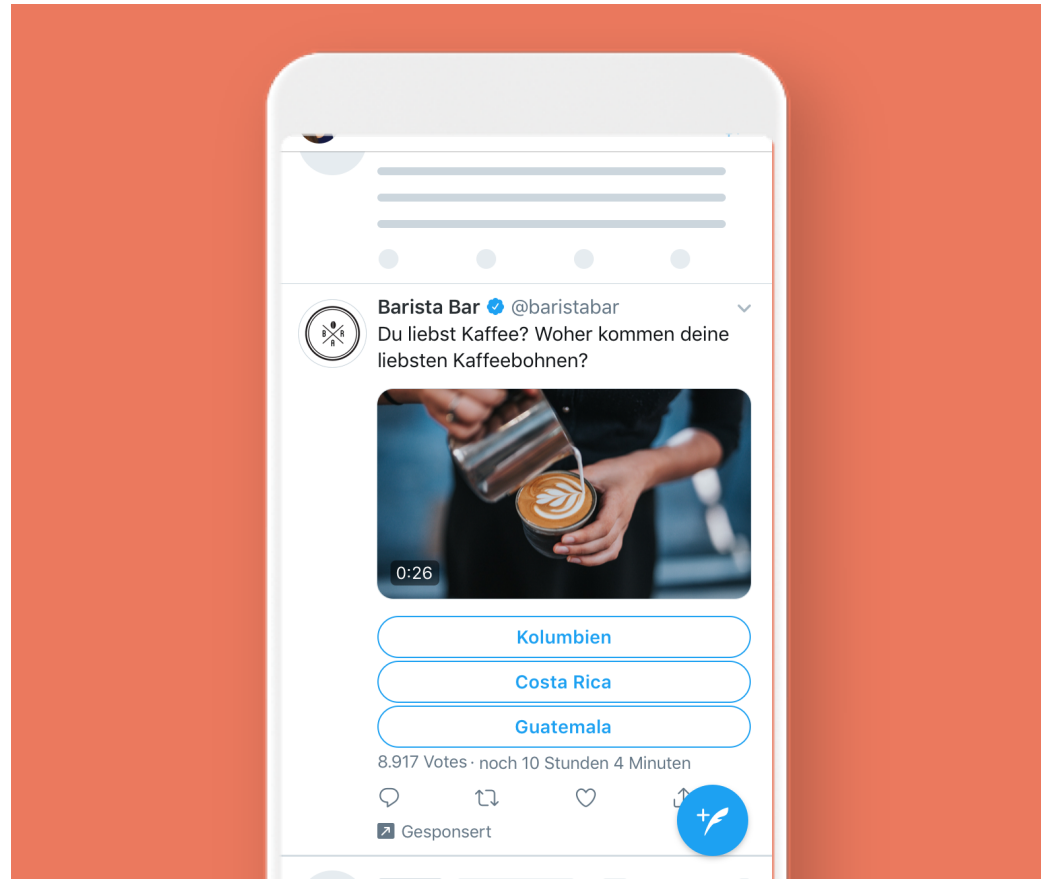 Barista Bar @baristabar
Du liebst Kaffee? Woher kommen deine
liebsten Kaffeebohnen?
B R
A
0:26
Kolumbien
Costa Rica
Guatemala
8.917 Votes · noch 10 Stunden 4 Minuten
Gesponsert